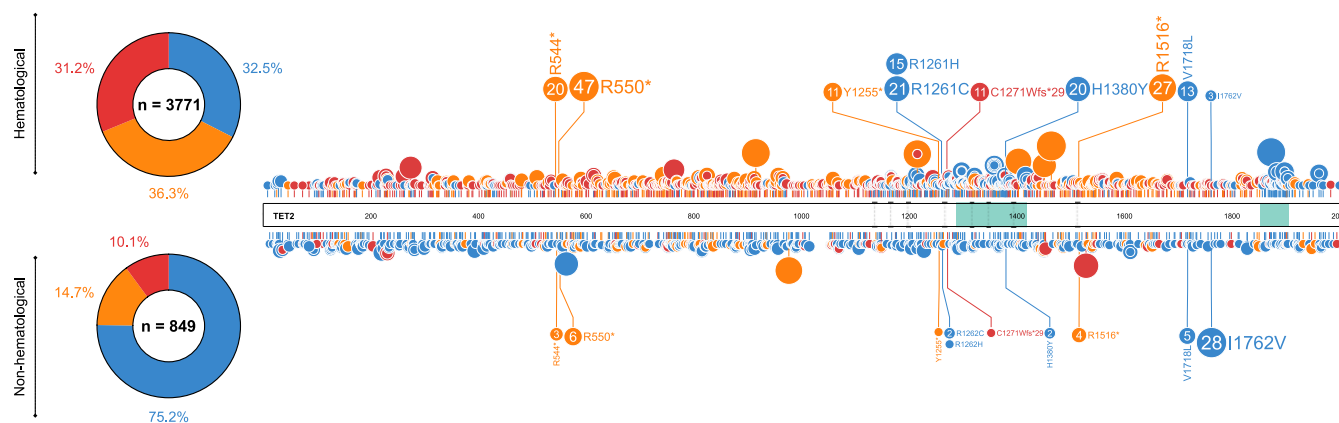 Hematological
31.2%
32.5%
n = 3771
36.3%
20 R544*
47 R550*
11 Y1255*
15 R1261H
21 R1261C
11 C1271Wfs*29
20 H1380Y
27 R1516*
13 V1718L
3 I1762V
TET2 200 400 600 800 1000 1200 1400 1600 1800
Non-hematological
10.1%
14.7%
n = 849
75.2%
3 R544*
6 R550*
Y1255*
2 R1262C
R1262H
C1271Wfs*29
2 H1380Y
4 R1516*
5 V1718L
28 I1762V